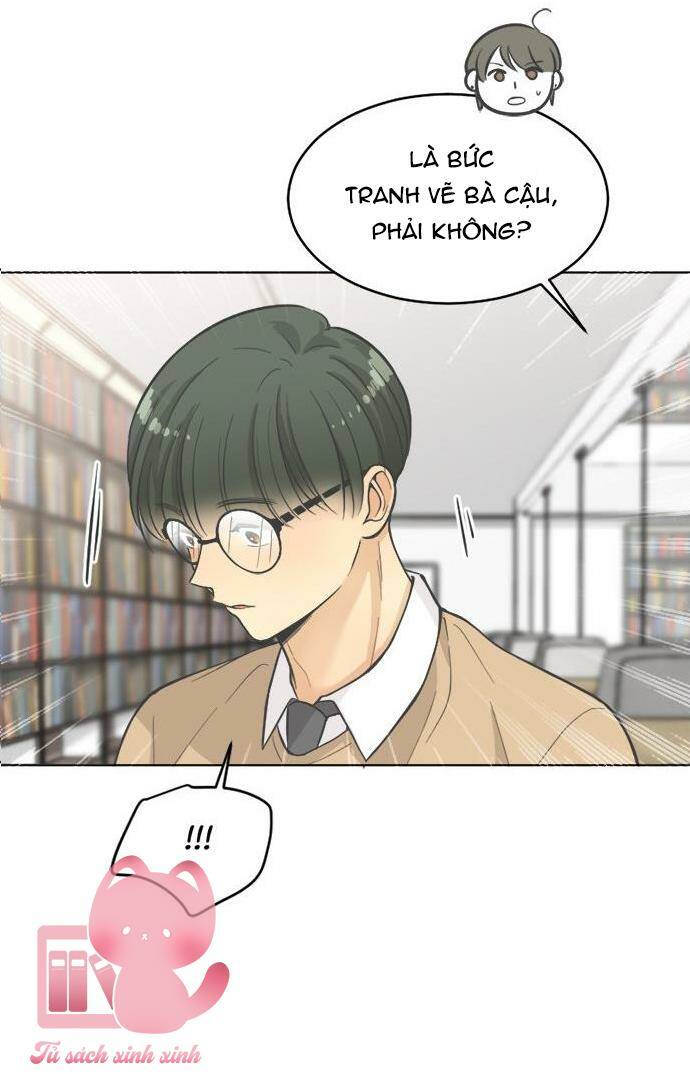 LÀ BỨC
TRANH VẼ BÀ CẬU,
PHẢI KHÔNG?
!!!
Tủ sách xinh xinh